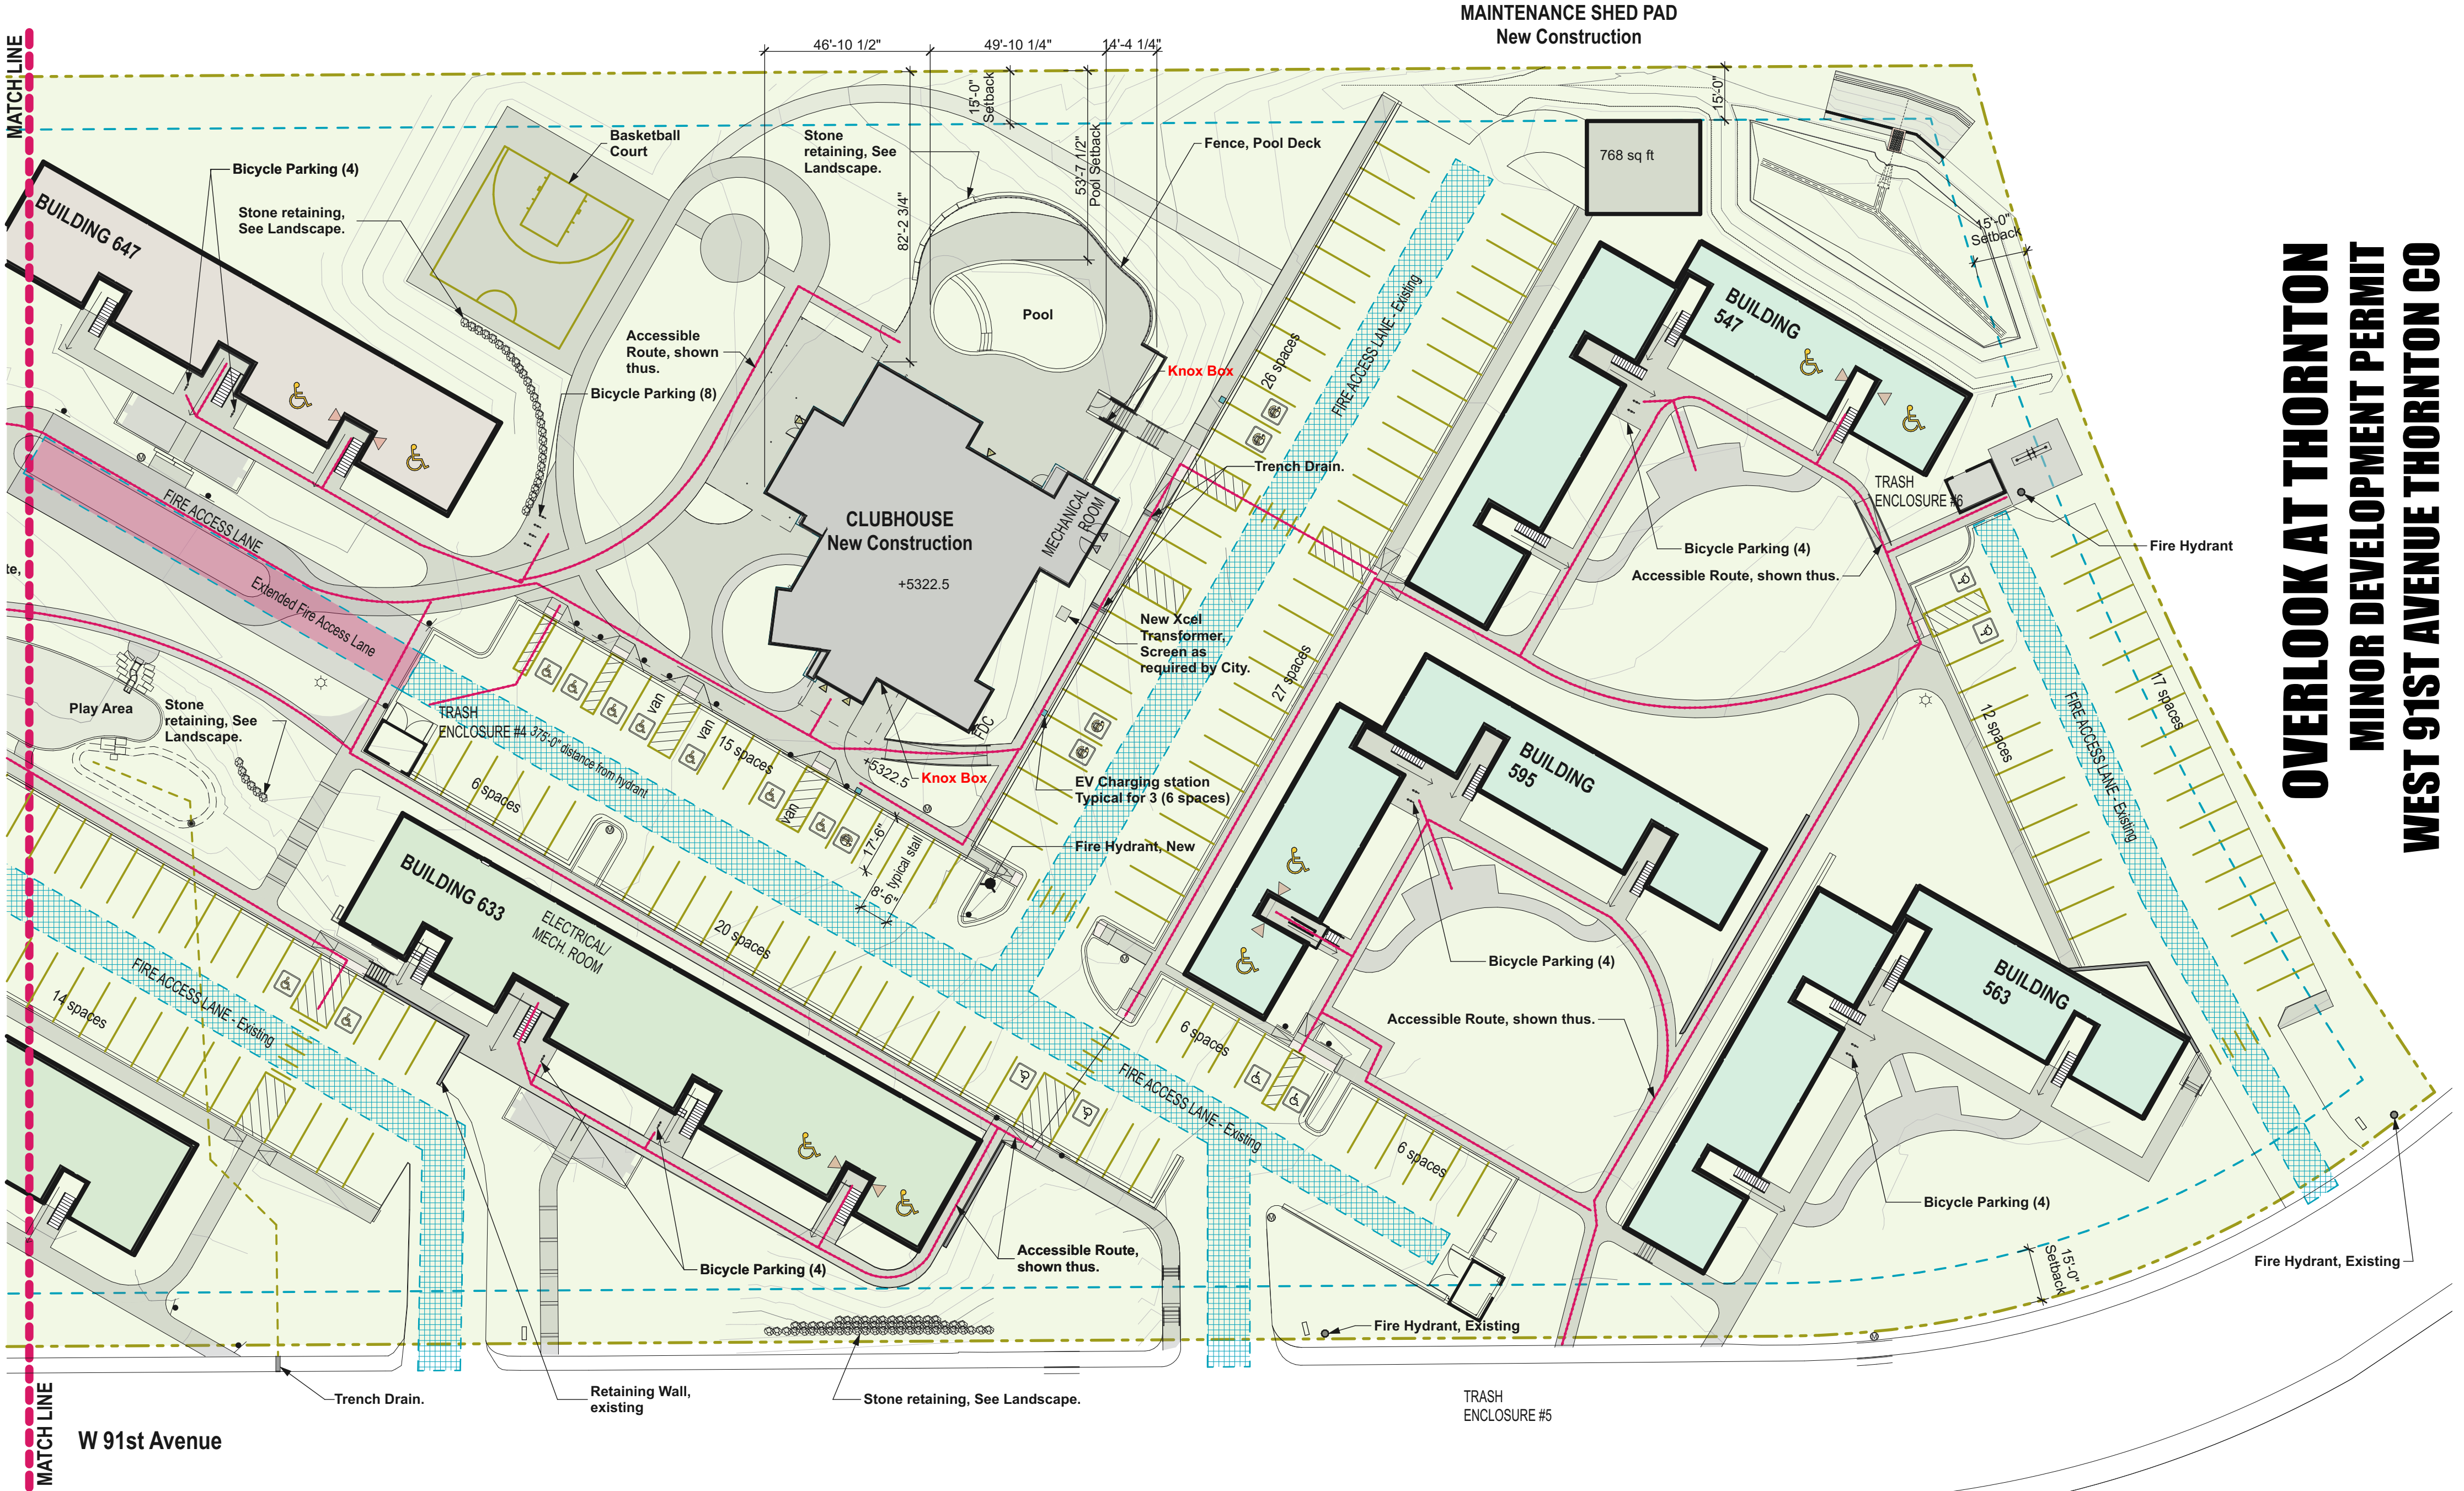 MAINTENANCE SHED PAD
New Construction
MATCH LINE
46'-10 1/2"
49'-10 1/4"
14'-4 1/4"
15'-0"
Setback
15'-0"
53'-7 1/2"
Pool Setback
82'-2 3/4"
Basketball
Court
Stone
retaining, See
Landscape.
Fence, Pool Deck
768 sq ft
Bicycle Parking (4)
Stone retaining,
See Landscape.
BUILDING 647
15'-0"
Setback
Pool
BUILDING
547
Accessible
Route, shown
thus.
Bicycle Parking (8)
Knox Box
26 spaces
FIRE ACCESS LANE - Existing
Trench Drain.
TRASH
ENCLOSURE #6
MECHANICAL
ROOM
CLUBHOUSE
New Construction
+5322.5
FIRE ACCESS LANE
Extended Fire Access Lane
te,
Bicycle Parking (4)
Accessible Route, shown thus.
Fire Hydrant
New Xcel
Transformer,
Screen as
required by City.
27 spaces
Play Area
Stone
retaining, See
Landscape.
TRASH
ENCLOSURE #4
375'-0" distance from hydrant
van
van
15 spaces
FDC
+5322.5
Knox Box
EV Charging station
Typical for 3 (6 spaces)
van
6 spaces
17'-6"
8'-6"
typical stall
Fire Hydrant, New
BUILDING
595
12 spaces
17 spaces
FIRE ACCESS LANE - Existing
BUILDING 633
ELECTRICAL/
MECH. ROOM
20 spaces
FIRE ACCESS LANE - Existing
14 spaces
Bicycle Parking (4)
Accessible Route, shown thus.
6 spaces
FIRE ACCESS LANE - Existing
6 spaces
BUILDING
563
Bicycle Parking (4)
Bicycle Parking (4)
Accessible Route,
shown thus.
15'-0"
Setback
Fire Hydrant, Existing
Fire Hydrant, Existing
Trench Drain.
Retaining Wall,
existing
Stone retaining, See Landscape.
TRASH
ENCLOSURE #5
MATCH LINE
W 91st Avenue
OVERLOOK AT THORNTON
MINOR DEVELOPMENT PERMIT
WEST 91ST AVENUE THORNTON CO